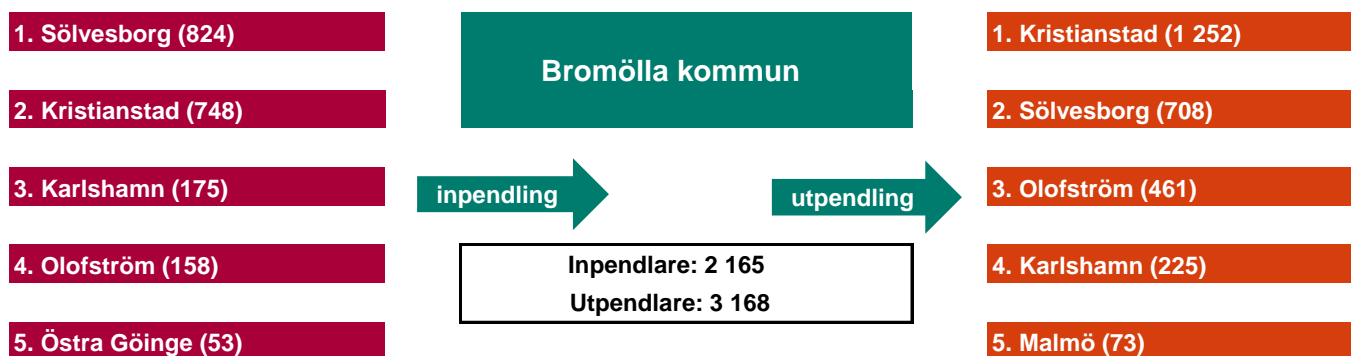 1. Sölvesborg (824)
2. Kristianstad (748)
3. Karlshamn (175)
4. Olofström (158)
5. Östra Göinge (53)
Bromölla kommun
inpendling
utpendling
Inpendlare: 2 165
Utpendlare: 3 168
1. Kristianstad (1 252)
2. Sölvesborg (708)
3. Olofström (461)
4. Karlshamn (225)
5. Malmö (73)